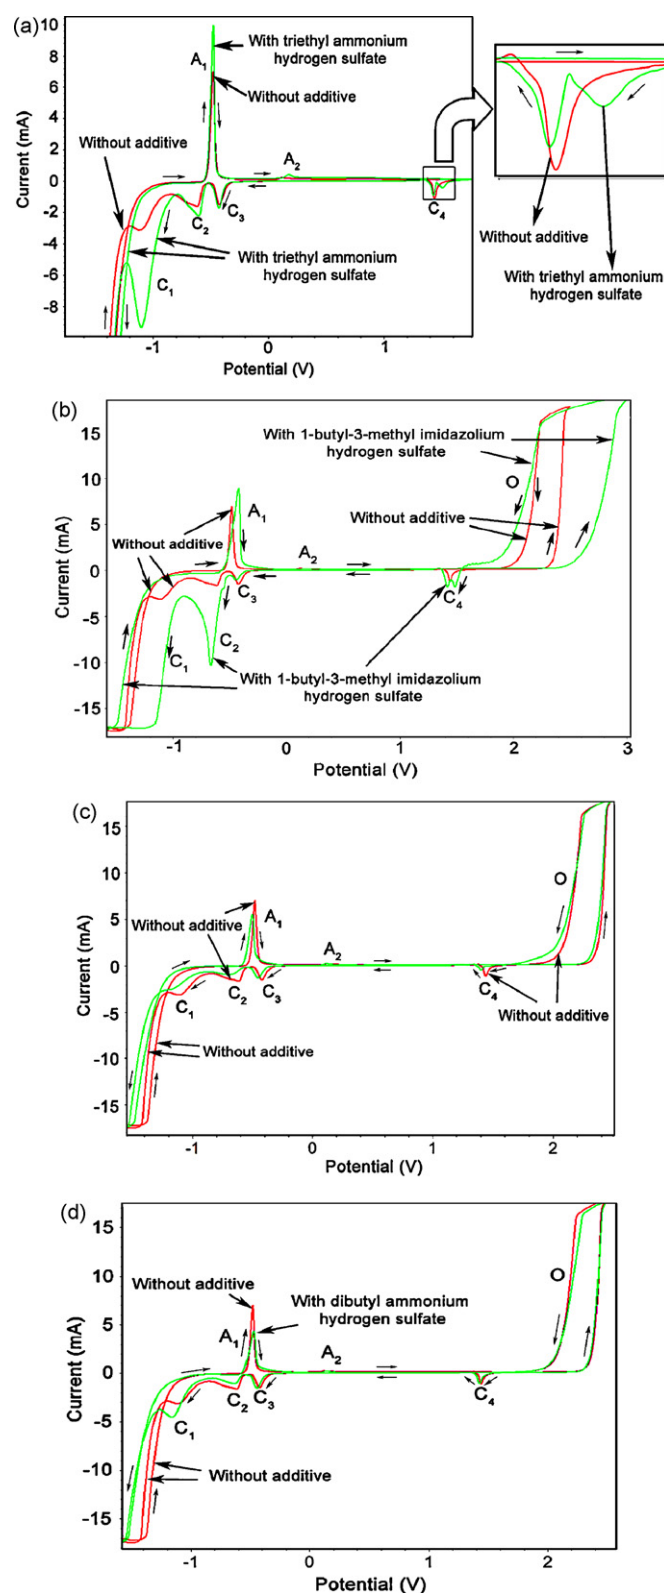 (a)
10
8
6
4
2
0
-2
-4
-6
-8
Current (mA)
A1
With triethyl ammonium
hydrogen sulfate
Without additive
Without additive
A2
C2
C3
C4
With triethyl ammonium
hydrogen sulfate
C1
-1
0
1
Potential (V)
Without additive
With triethyl ammonium
hydrogen sulfate
(b)
15
10
5
0
-5
-10
-15
Current (mA)
With 1-butyl-3-methyl imidazolium
hydrogen sulfate
O
A1
Without additive
Without additive
A2
C3
C4
C1
C2
With 1-butyl-3-methyl imidazolium
hydrogen sulfate
-1
0
1
2
3
Potential (V)
(c)
15
10
5
0
-5
-10
-15
Current (mA)
Without additive
A1
O
A2
C1
C2
C3
C4
Without additive
Without additive
-1
0
1
2
Potential (V)
(d)
15
10
5
0
-5
-10
-15
Current (mA)
Without additive
With dibutyl ammonium
hydrogen sulfate
O
A1
A2
C1
C2
C3
C4
Without additive
-1
0
1
2
Potential (V)